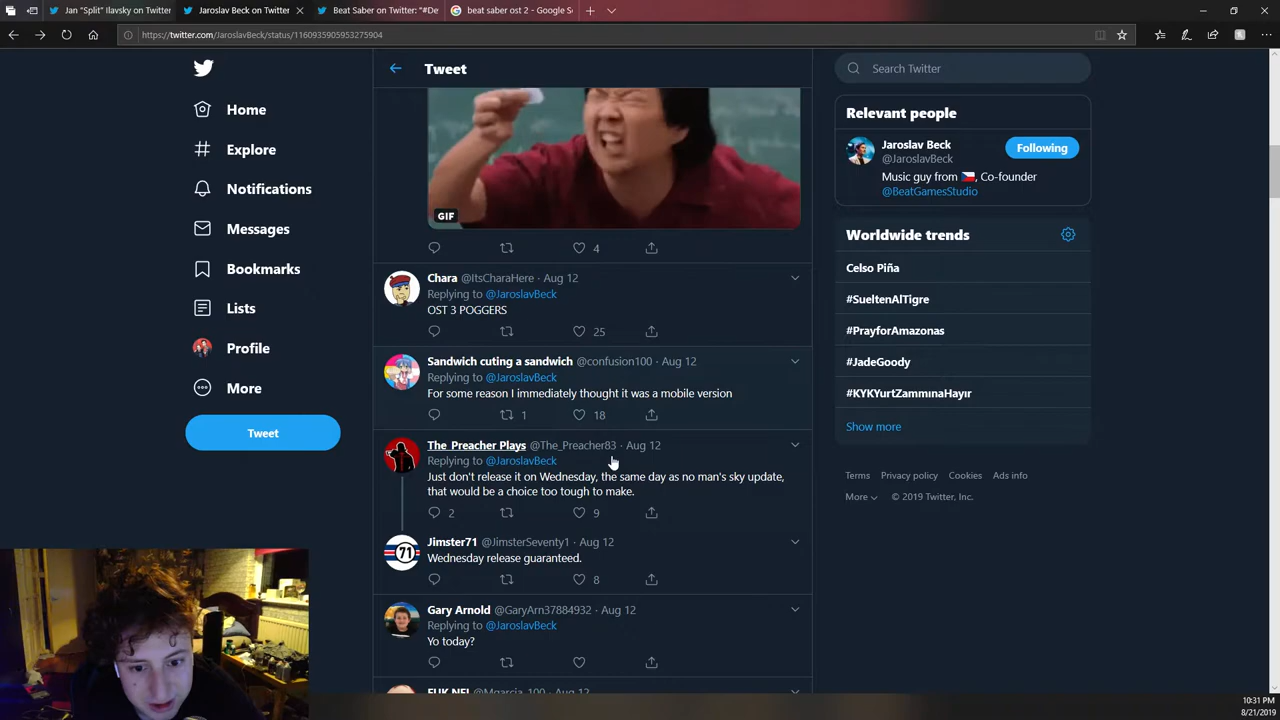 Jan "Split" Ilavsky on Twitter:
Jaroslav Beck on Twitter:
Beat Saber on Twitter: "#De
beat saber ost 2 - Google S
https://twitter.com/JaroslavBeck/status/1160935905953275904
Home
Explore
Notifications
Messages
Bookmarks
Lists
Profile
More
Tweet
Tweet
GIF
4
Chara @ItsCharaHere · Aug 12
Replying to @JaroslavBeck
OST 3 POGGERS
25
Sandwich cuting a sandwich @confusion100 · Aug 12
Replying to @JaroslavBeck
For some reason I immediately thought it was a mobile version
1 18
The_Preacher Plays @The_Preacher83 · Aug 12
Replying to @JaroslavBeck
Just don't release it on Wednesday, the same day as no man's sky update,
that would be a choice too tough to make.
2 9
71
Jimster71 @JimsterSeventy1 · Aug 12
Wednesday release guaranteed.
8
Gary Arnold @GaryArn37884932 · Aug 12
Replying to @JaroslavBeck
Yo today?
@Mgarcia_100 · Aug 12
Search Twitter
Relevant people
Jaroslav Beck
@JaroslavBeck
Following
Music guy from 🇨🇿, Co-founder
@BeatGamesStudio
Worldwide trends
Celso Piña
#SueltenAlTigre
#PrayforAmazonas
#JadeGoody
#KYKYurtZammınaHayır
Show more
Terms Privacy policy Cookies Ads info
More © 2019 Twitter, Inc.
10:31 PM
8/21/2019